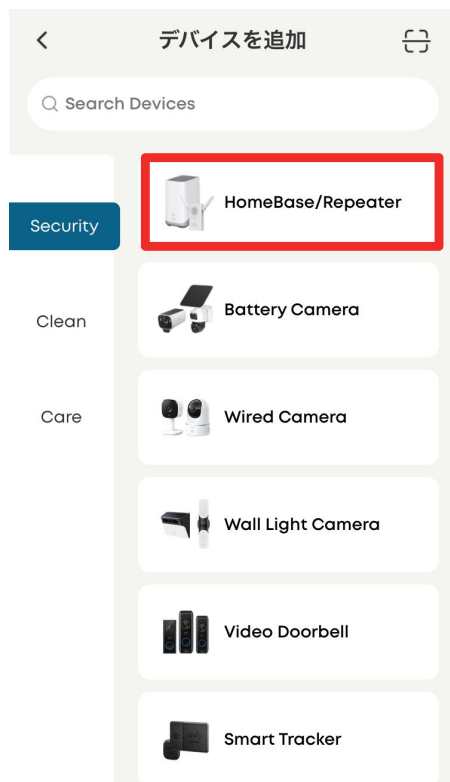 デバイスを追加
Search Devices
Security
Clean
Care
HomeBase/Repeater
Battery Camera
Wired Camera
Wall Light Camera
Video Doorbell
eufy
Smart Tracker